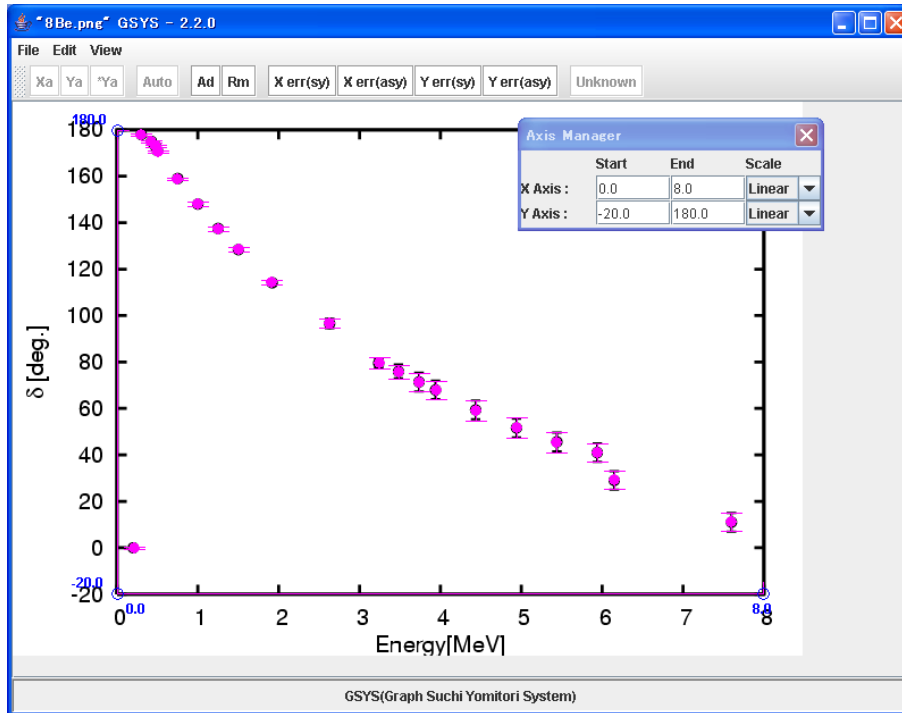 "8Be.png" GSYS - 2.2.0
File Edit View
Xa Ya *Ya Auto Ad Rm X err(sy) X err(asy) Y err(sy) Y err(asy) Unknown
180.0
180
160
140
120
100
80
60
40
20
0
-20.0
-20
δ [deg.]
Axis Manager
Start End Scale
X Axis : 0.0 8.0 Linear
Y Axis : -20.0 180.0 Linear
0.0 8.0
0 1 2 3 4 5 6 7 8
Energy[MeV]
GSYS(Graph Suchi Yomitori System)